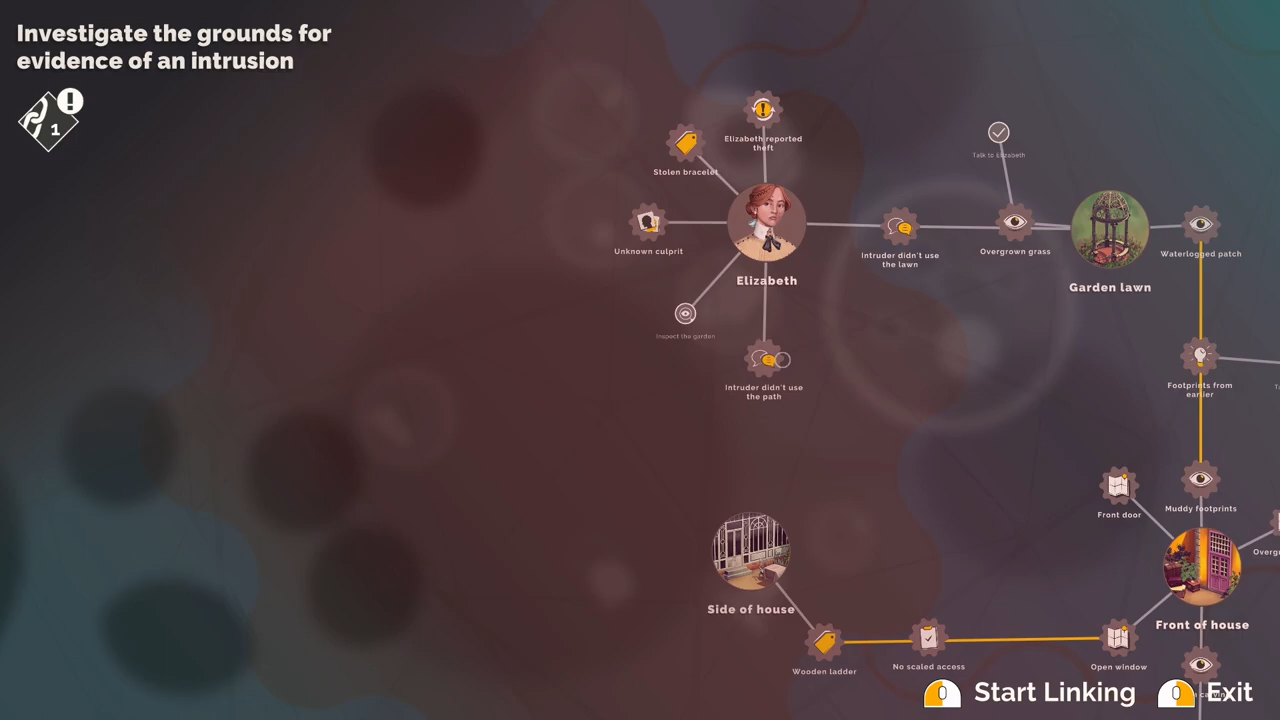 Investigate the grounds for
evidence of an intrusion
1
Elizabeth reported
theft
Stolen bracelet
Talk to Elizabeth
Unknown culprit
Intruder didn't use
the lawn
Overgrown grass
Waterlogged patch
Elizabeth
Garden lawn
Inspect the garden
Intruder didn't use
the path
Footprints from
earlier
Front door
Muddy footprints
Side of house
Front of house
Wooden ladder
No scaled access
Open window
Start Linking
Exit